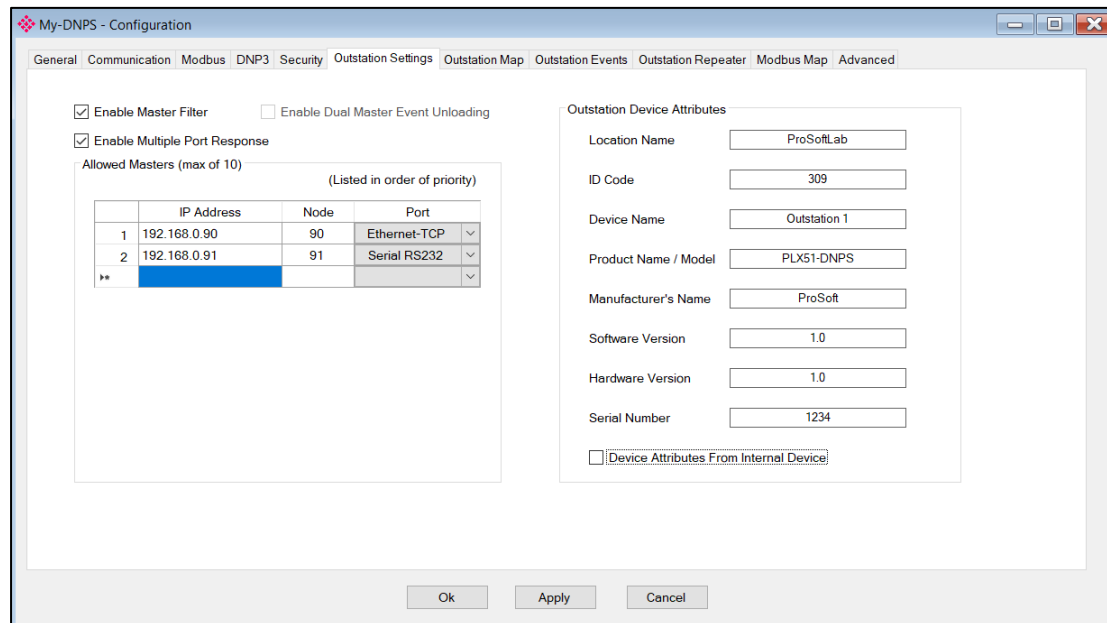 My-DNPS - Configuration
General Communication Modbus DNP3 Security Outstation Settings Outstation Map Outstation Events Outstation Repeater Modbus Map Advanced
Enable Master Filter
Enable Dual Master Event Unloading
Enable Multiple Port Response
Allowed Masters (max of 10)
(Listed in order of priority)
IP Address Node Port
1 192.168.0.90 90 Ethernet-TCP
2 192.168.0.91 91 Serial RS232
Outstation Device Attributes
Location Name ProSoftLab
ID Code 309
Device Name Outstation 1
Product Name / Model PLX51-DNPS
Manufacturer's Name ProSoft
Software Version 1.0
Hardware Version 1.0
Serial Number 1234
Device Attributes From Internal Device
Ok Apply Cancel